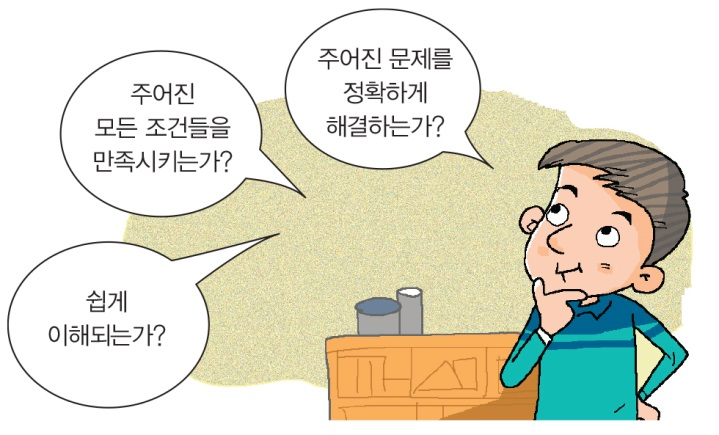 주어진 문제를
정확하게
해결하는가?
주어진
모든 조건들을
만족시키는가?
쉽게
이해되는가?